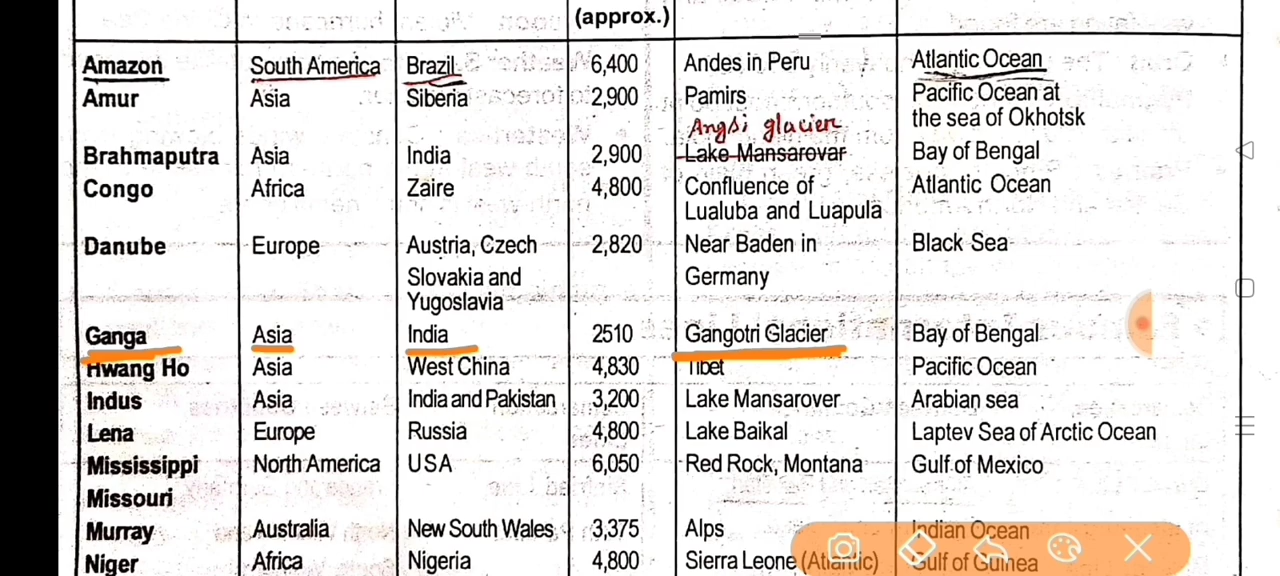 (approx.)
Amazon South America Brazil 6,400 Andes in Peru Atlantic Ocean
Amur Asia Siberia 2,900 Pamirs Pacific Ocean at
the sea of Okhotsk
Angsi glacier
Brahmaputra Asia India 2,900 Lake Mansarovar Bay of Bengal
Congo Africa Zaire 4,800 Confluence of Atlantic Ocean
Lualuba and Luapula
Danube Europe Austria, Czech 2,820 Near Baden in Black Sea
Slovakia and Germany
Yugoslavia
Ganga Asia India 2510 Gangotri Glacier Bay of Bengal
Hwang Ho Asia West China 4,830 Tibet Pacific Ocean
Indus Asia India and Pakistan 3,200 Lake Mansarover Arabian sea
Lena Europe Russia 4,800 Lake Baikal Laptev Sea of Arctic Ocean
Mississippi North America USA 6,050 Red Rock, Montana Gulf of Mexico
Missouri
Murray Australia New South Wales 3,375 Alps Indian Ocean
Niger Africa Nigeria 4,800 Sierra Leone (Atlantic) Gulf of Guinea